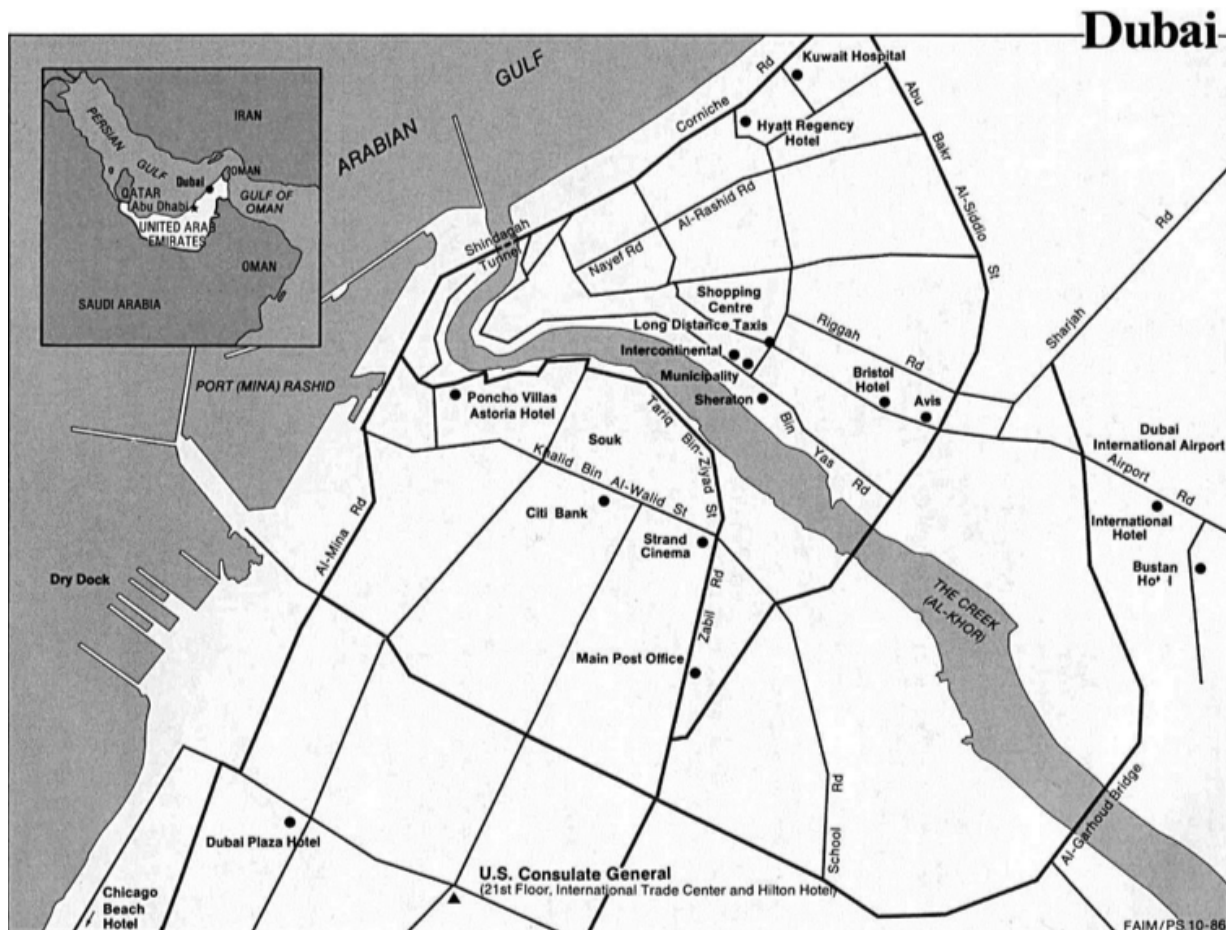 Dubai
GULF
ARABIAN
IRAN
PERSIAN
GULF
OMAN
Dubai
QATAR
Abu Dhabi
GULF OF
OMAN
UNITED ARAB
EMIRATES
OMAN
SAUDI ARABIA
Kuwait Hospital
Corniche Rd
Hyatt Regency
Hotel
Abu Bakr Al-Siddio St
Al-Rashid Rd
Nayef Rd
Shindagah
Tunnel
Sharjah Rd
Shopping
Centre
Long Distance Taxis
Riggah Rd
Intercontinental
Municipality
Sheraton
Bristol
Hotel
Avis
Bin Yas Rd
PORT (MINA) RASHID
Poncho Villas
Astoria Hotel
Tariq Bin-Ziyad St
Souk
Khalid Bin Al-Walid St
Dubai
International Airport
Airport Rd
International
Hotel
Bustan
Hotel
Citi Bank
Strand
Cinema
Al-Mina Rd
Dry Dock
THE CREEK
(AL-KHOR)
Zabil Rd
Main Post Office
School Rd
Al-Garhoud Bridge
Dubai Plaza Hotel
U.S. Consulate General
(21st Floor, International Trade Center and Hilton Hotel)
Chicago
Beach
Hotel
FAIM/PS 10-86